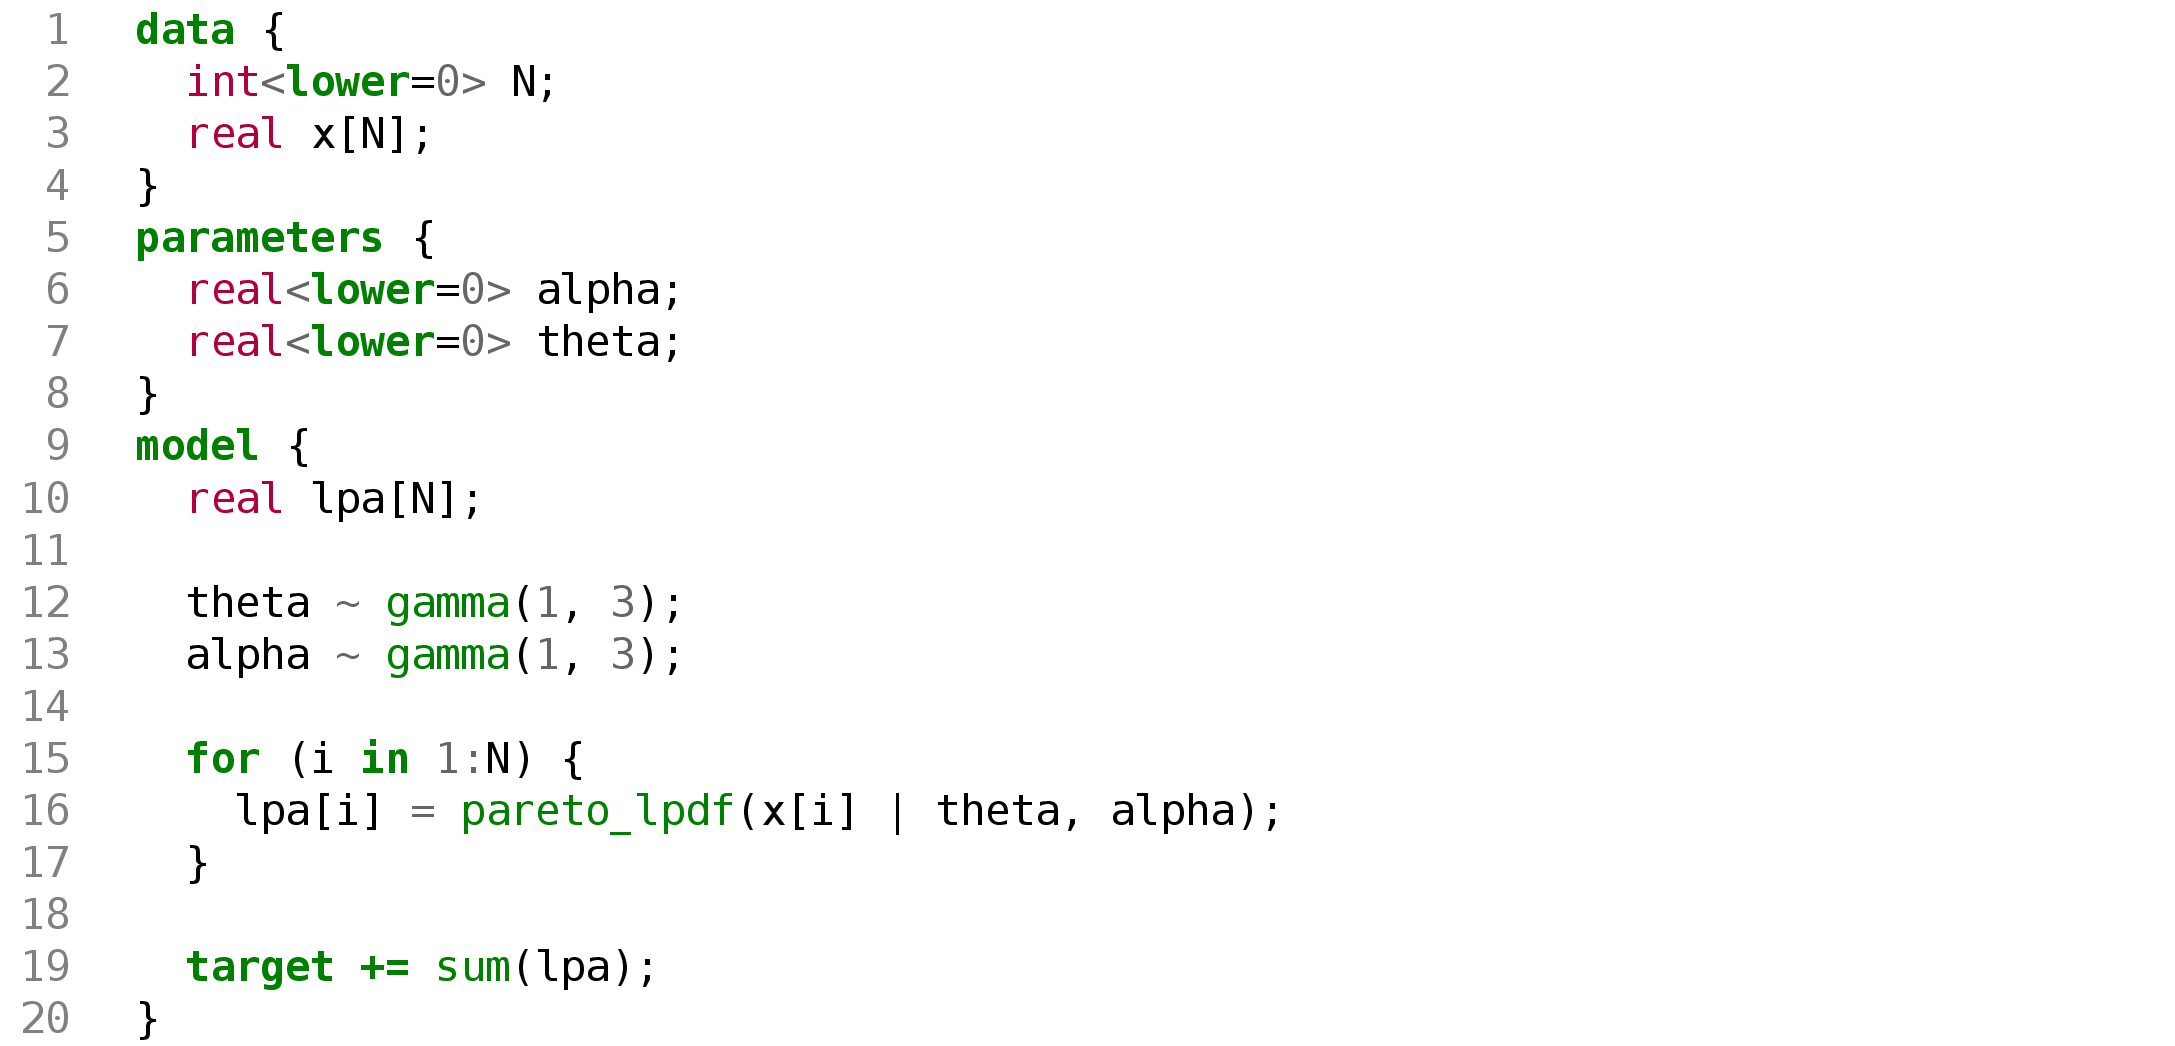 1 data {
2   int<lower=0> N;
3   real x[N];
4 }
5 parameters {
6   real<lower=0> alpha;
7   real<lower=0> theta;
8 }
9 model {
10   real lpa[N];
11
12   theta ~ gamma(1, 3);
13   alpha ~ gamma(1, 3);
14
15   for (i in 1:N) {
16     lpa[i] = pareto_lpdf(x[i] | theta, alpha);
17   }
18
19   target += sum(lpa);
20 }